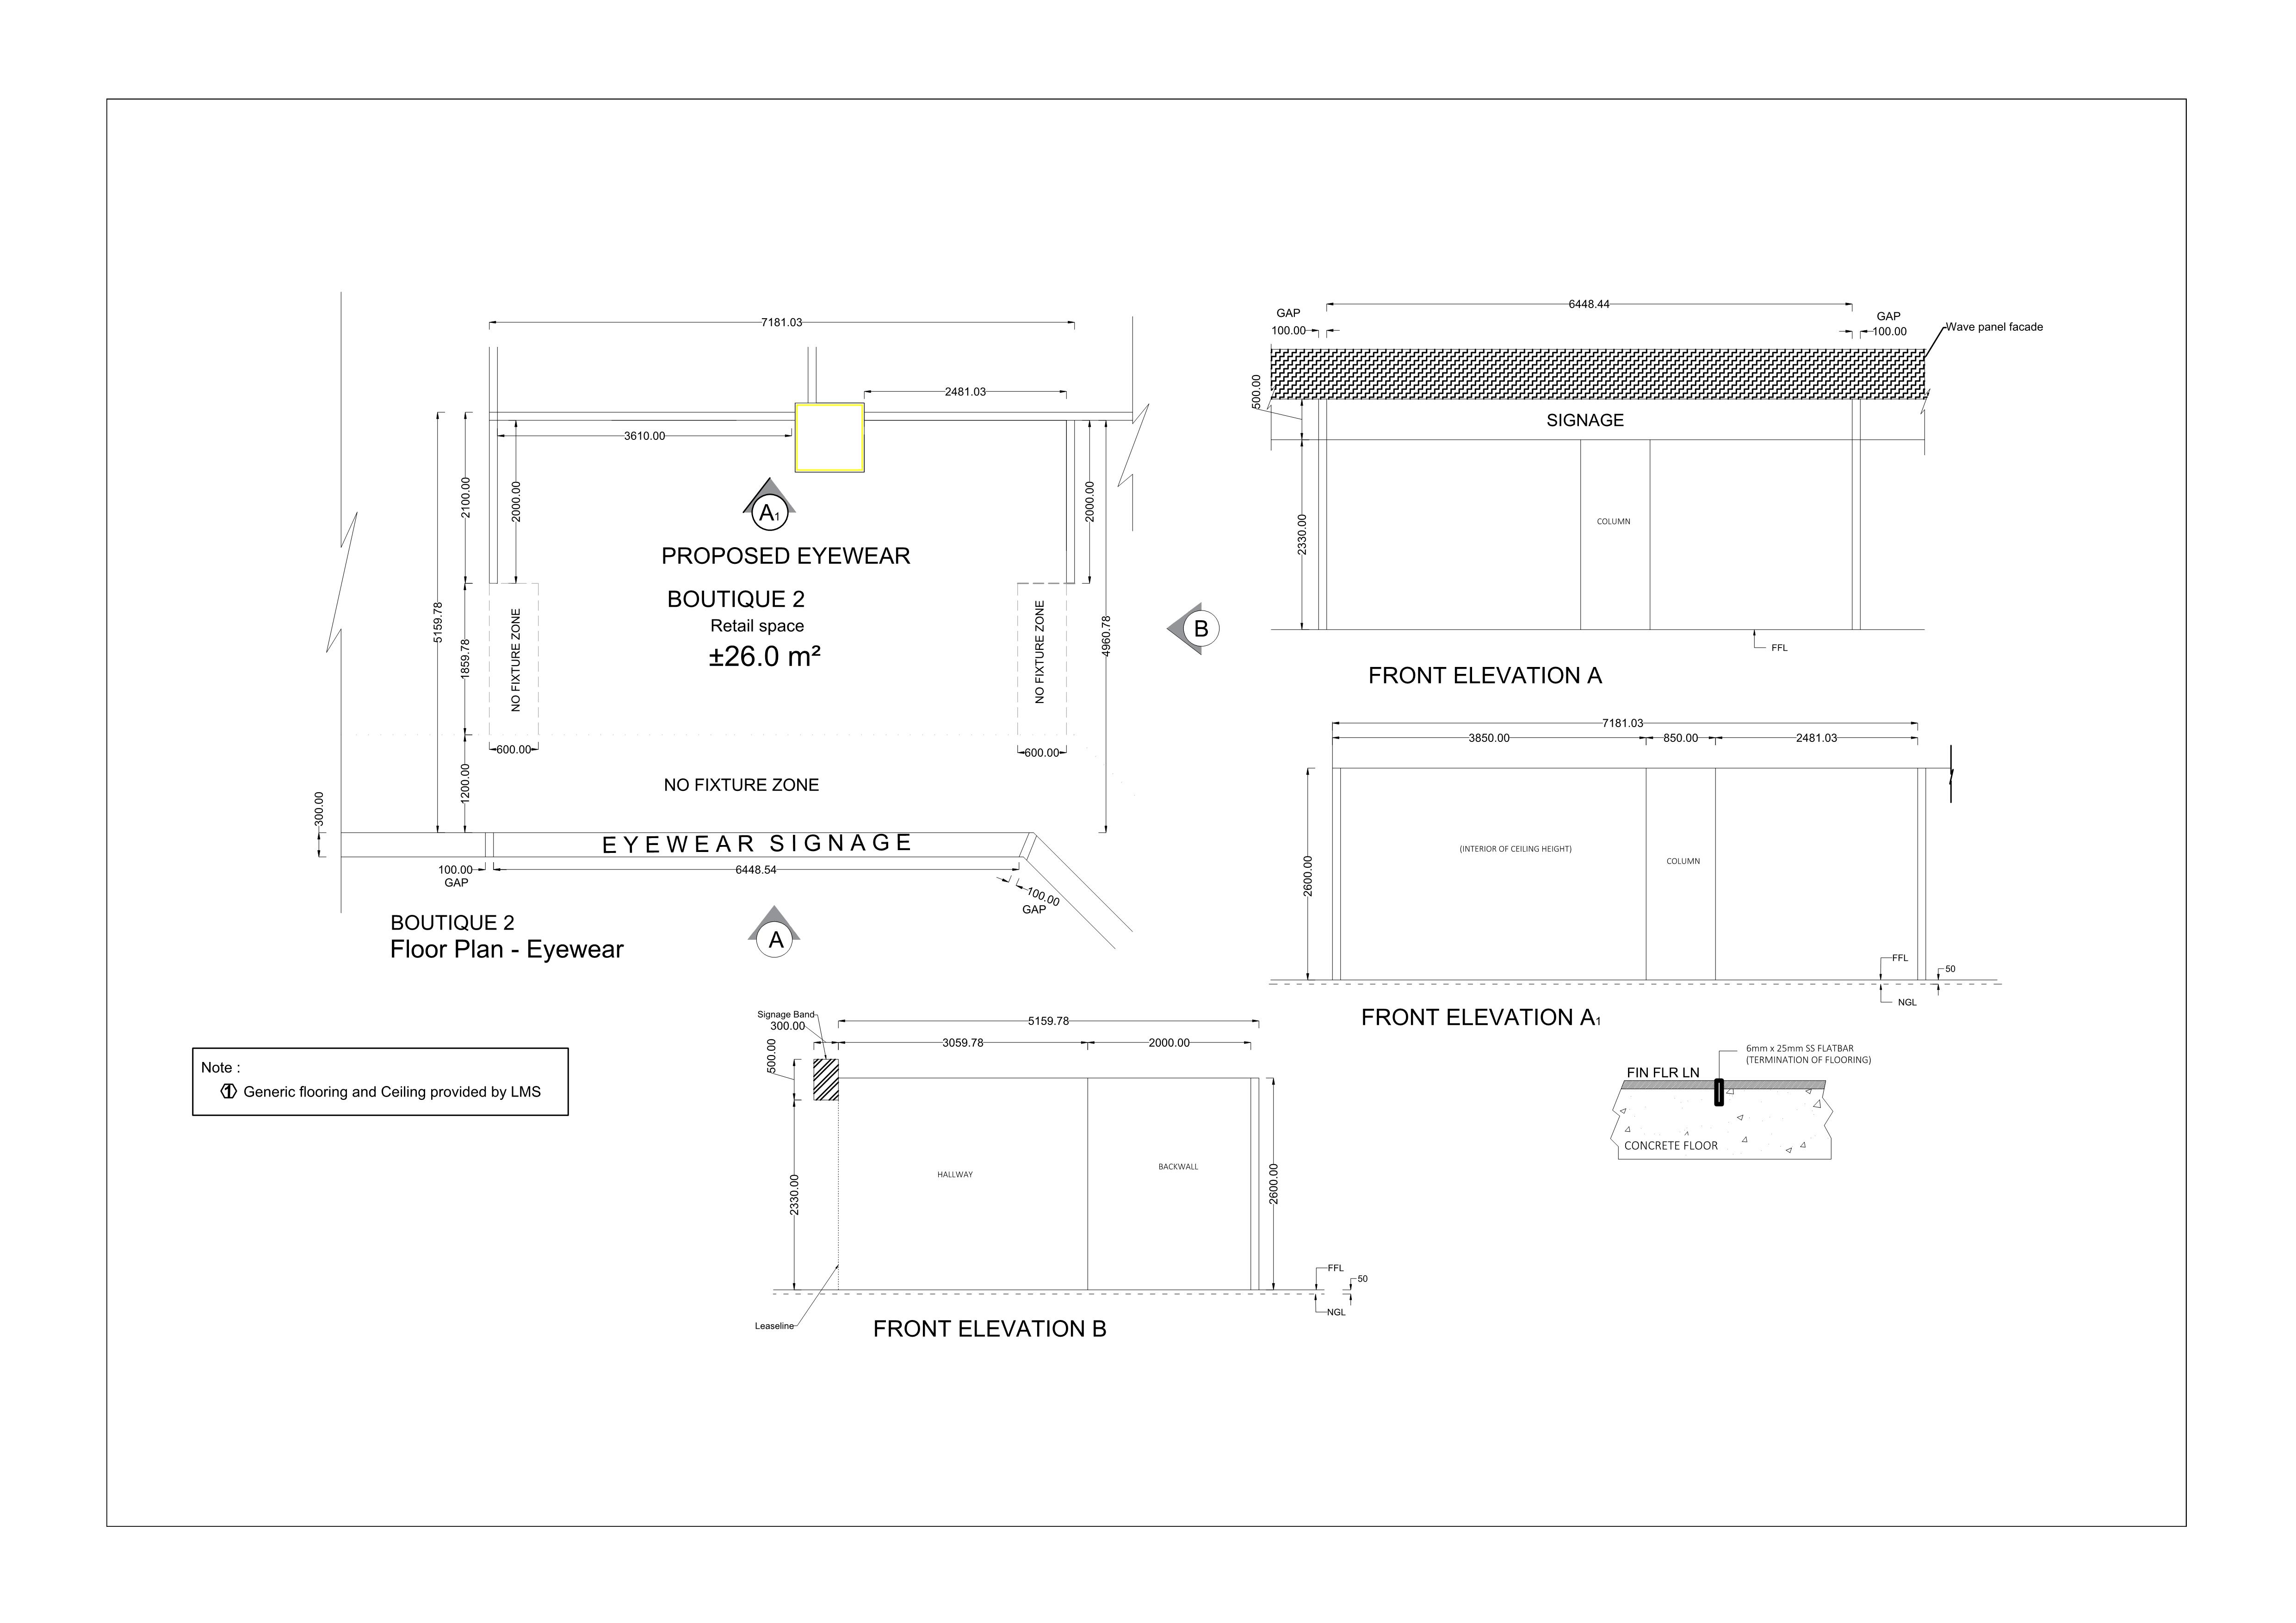 7181.03
2481.03
3610.00
2100.00
2000.00
2000.00
A1
PROPOSED EYEWEAR
BOUTIQUE 2
Retail space
±26.0 m²
5159.78
1859.78
NO FIXTURE ZONE
NO FIXTURE ZONE
4960.78
B
600.00
600.00
1200.00
NO FIXTURE ZONE
300.00
EYEWEAR SIGNAGE
100.00
GAP
6448.54
100.00
GAP
BOUTIQUE 2
Floor Plan - Eyewear
A
6448.44
GAP
100.00
GAP
100.00
Wave panel facade
500.00
SIGNAGE
2330.00
COLUMN
FFL
FRONT ELEVATION A
7181.03
3850.00
850.00
2481.03
2600.00
(INTERIOR OF CEILING HEIGHT)
COLUMN
FFL
50
NGL
FRONT ELEVATION A1
Note :
1 Generic flooring and Ceiling provided by LMS
Signage Band
300.00
5159.78
3059.78
2000.00
500.00
2330.00
HALLWAY
BACKWALL
2600.00
FFL
50
NGL
Leaseline
FRONT ELEVATION B
6mm x 25mm SS FLATBAR
(TERMINATION OF FLOORING)
FIN FLR LN
CONCRETE FLOOR